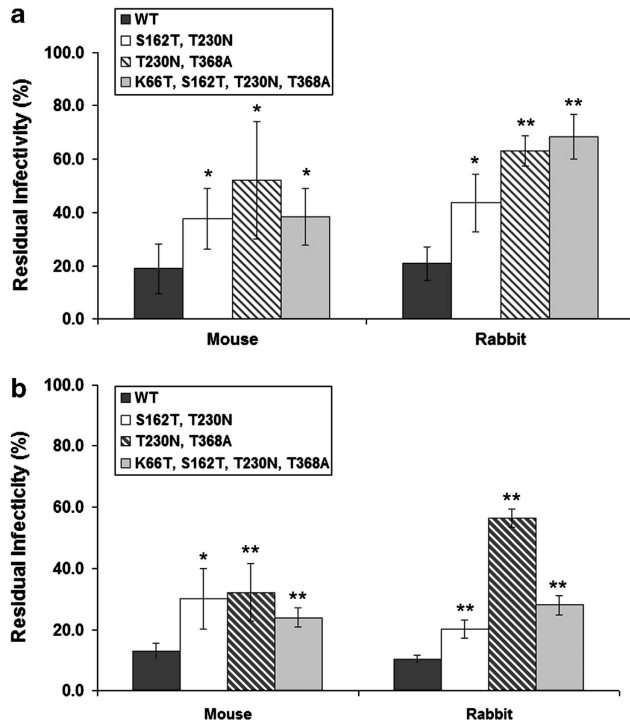 a
WT
S162T, T230N
T230N, T368A
K66T, S162T, T230N, T368A
Residual Infectivity (%)
100.0
80.0
60.0
40.0
20.0
0.0
*
*
*
*
**
**
Mouse
Rabbit
b
WT
S162T, T230N
T230N, T368A
K66T, S162T, T230N, T368A
Residual Infecticity (%)
100.0
80.0
60.0
40.0
20.0
0.0
*
**
**
**
**
**
Mouse
Rabbit